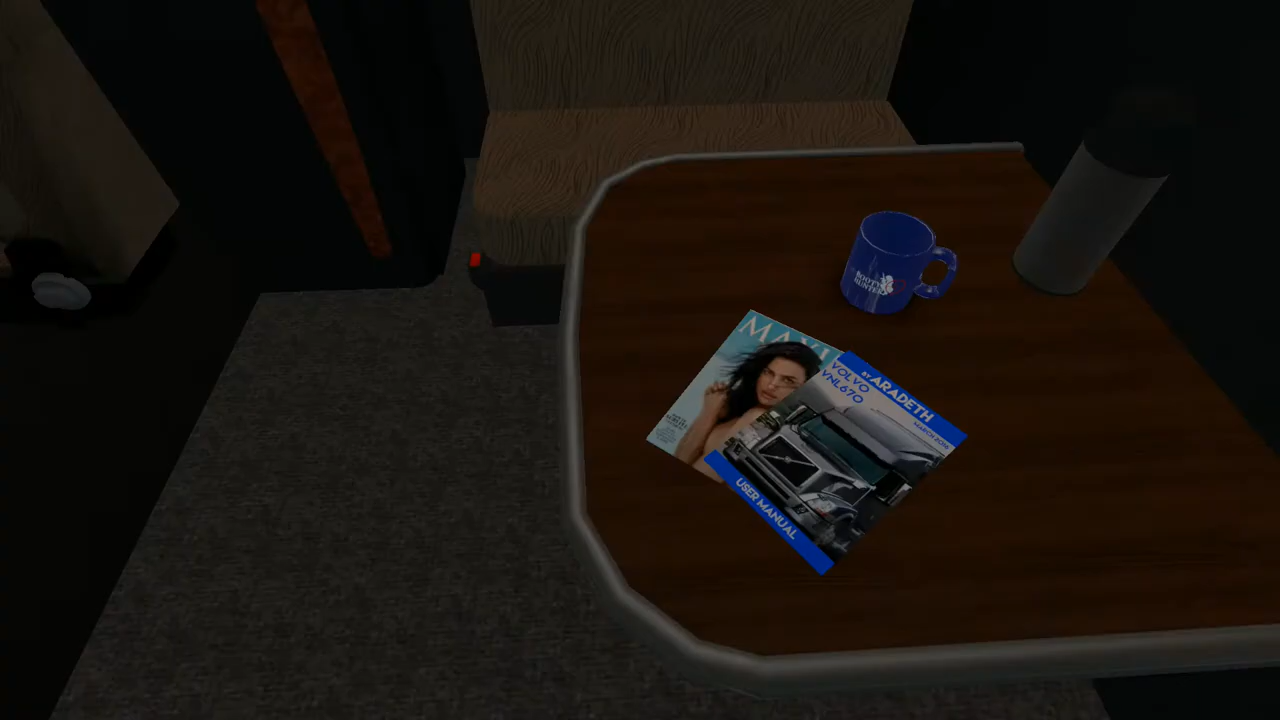 BOOTY
HUNTER
MAXI
BY ARADETH
VOLVO
VNL670
MARCH 2016
USER MANUAL